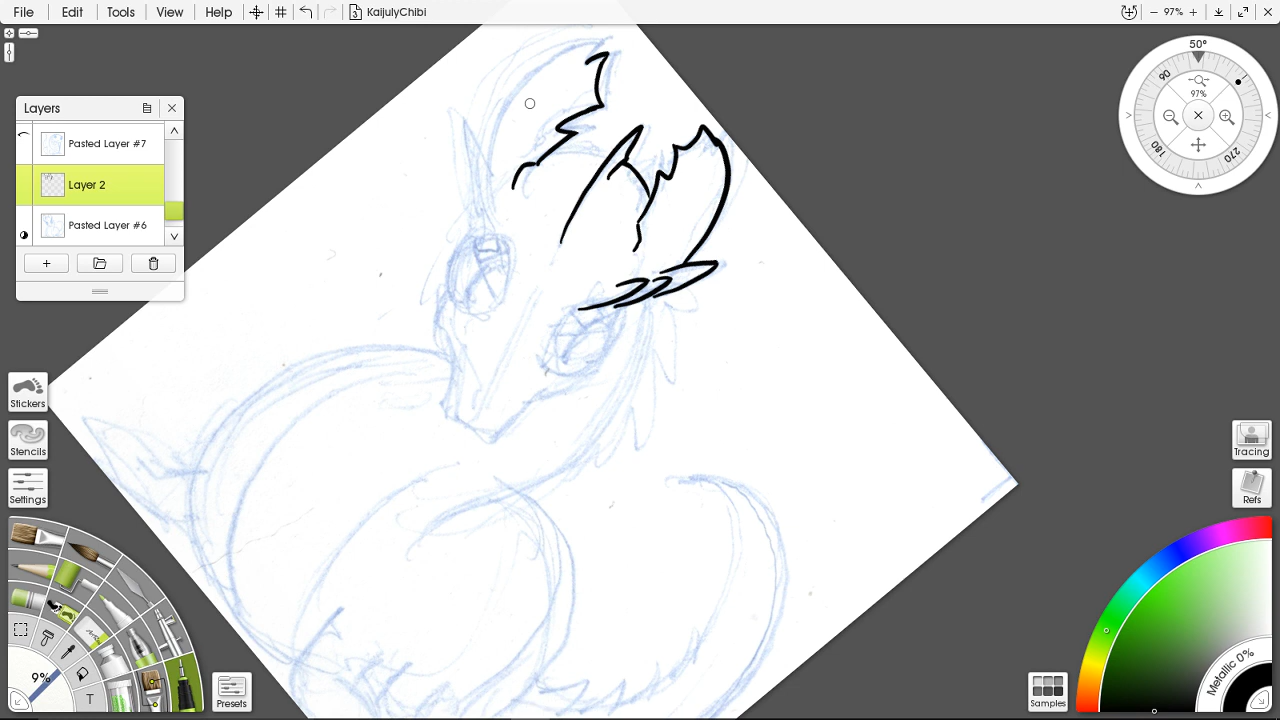 File Edit Tools View Help 3 KaijulyChibi 97%
50°
90
97%
180
270
Layers
Pasted Layer #7
Layer 2
Pasted Layer #6
Stickers
Stencils
Settings
Tracing
Refs
9%
T
Presets
Samples
Metallic 0%